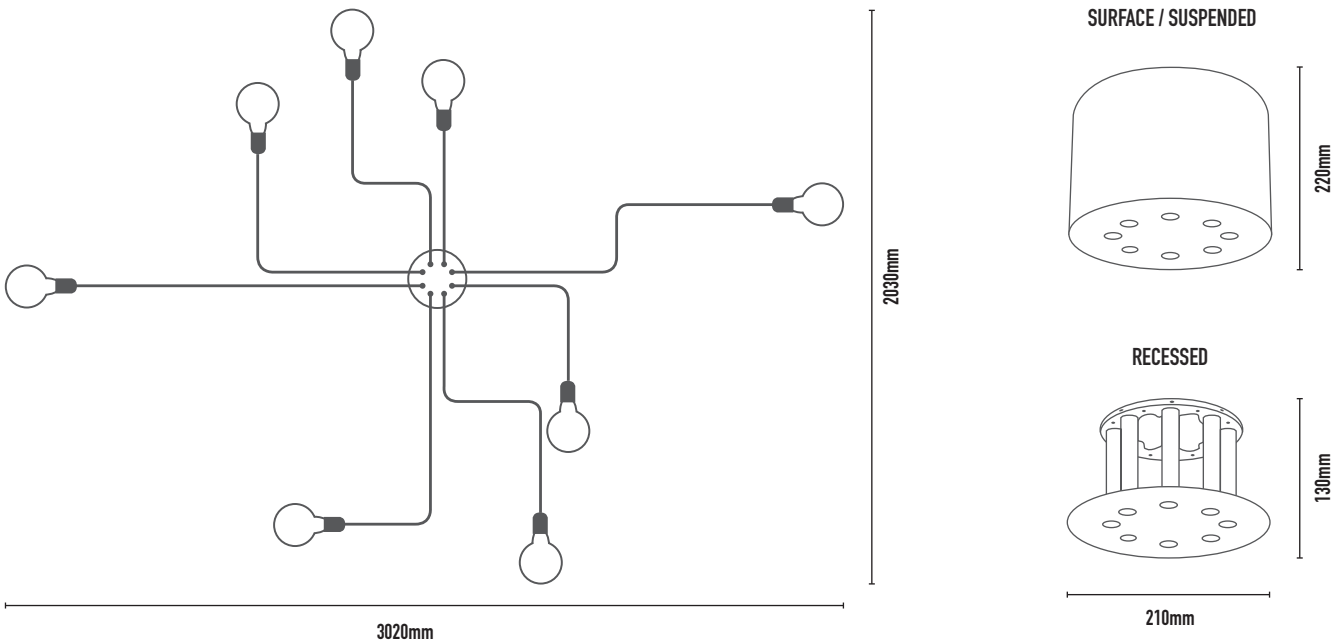 SURFACE / SUSPENDED
220mm
2030mm
RECESSED
130mm
210mm
3020mm